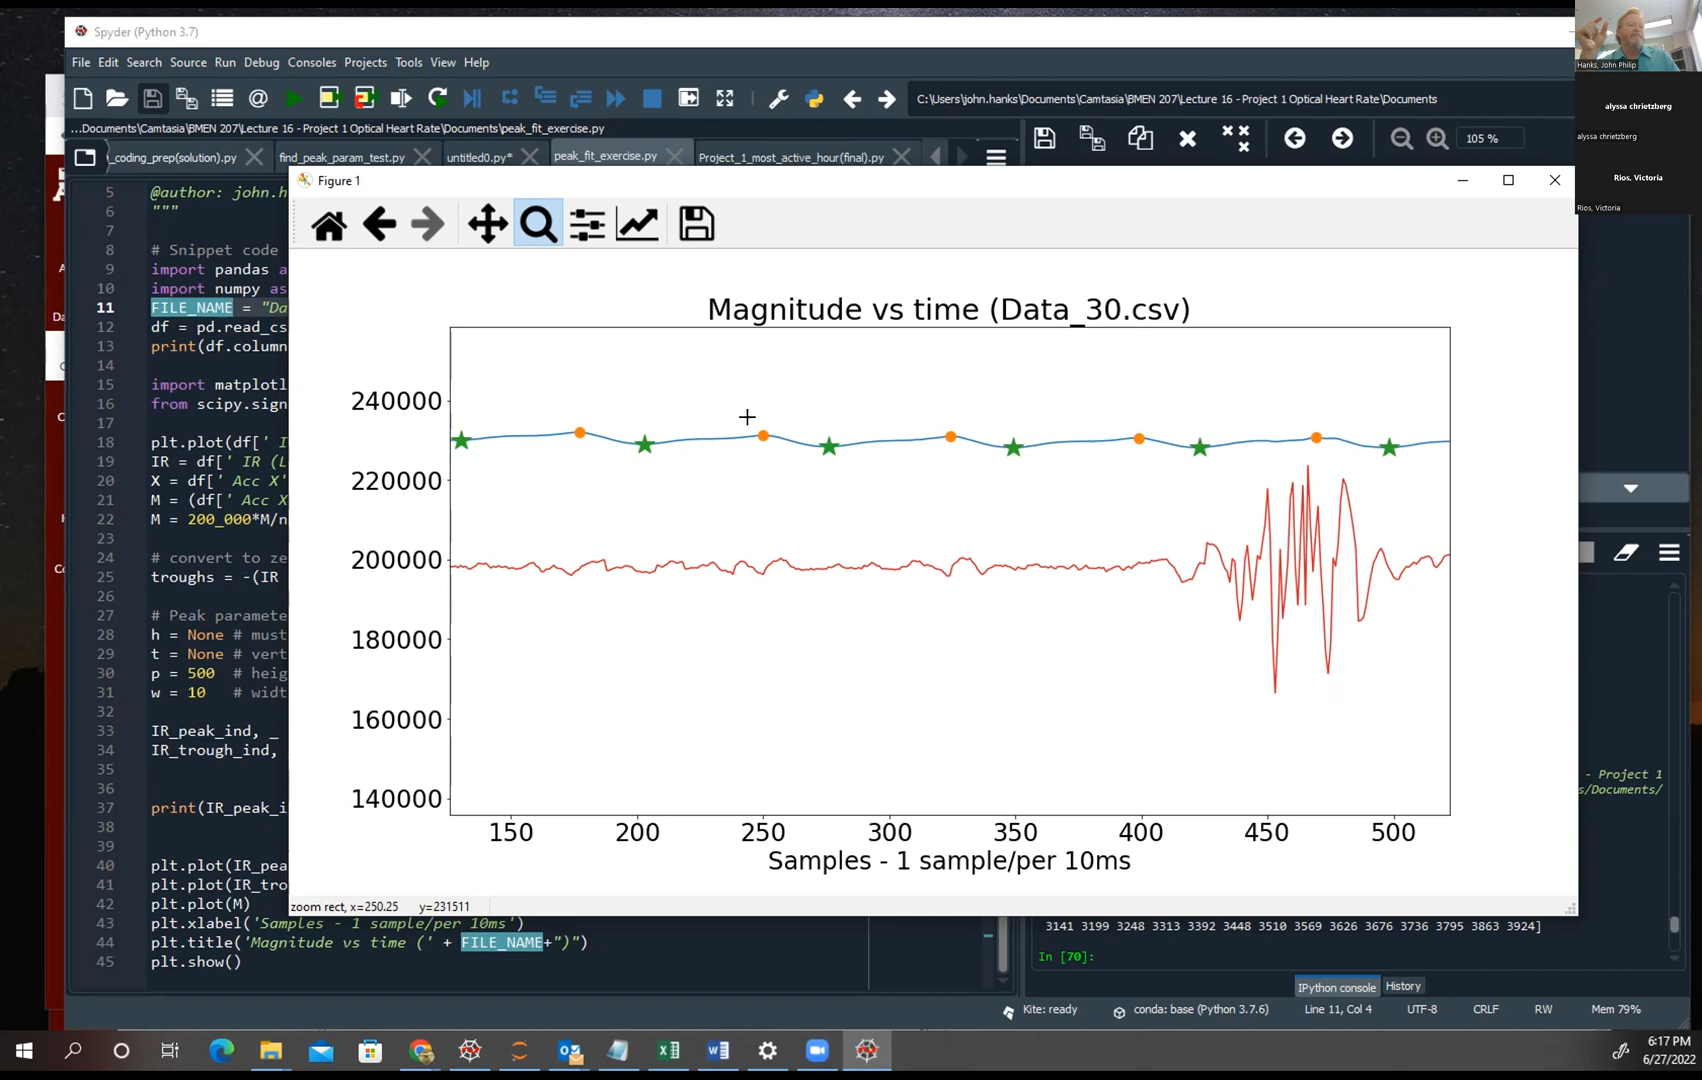 Spyder (Python 3.7)
File Edit Search Source Run Debug Consoles Projects Tools View Help
C:\Users\john.hanks\Documents\Camtasia\BMEN 207\Lecture 16 - Project 1 Optical Heart Rate\Documents
...Documents\Camtasia\BMEN 207\Lecture 16 - Project 1 Optical Heart Rate\Documents\peak_fit_exercise.py
_coding_prep(solution).py find_peak_param_test.py untitled0.py* peak_fit_exercise.py Project_1_most_active_hour(final).py
105 %
Hanks, John Philip
alyssa chrietzberg
alyssa chrietzberg
Rios, Victoria
Rios, Victoria
Figure 1
5 @author: john.h
6 """
7
8 # Snippet code
9 import pandas a
10 import numpy as
11 FILE_NAME = "Da
12 df = pd.read_cs
13 print(df.column
14
15 import matplotl
16 from scipy.sign
17
18 plt.plot(df[' I
19 IR = df[' IR (L
20 X = df[' Acc X'
21 M = (df[' Acc X
22 M = 200_000*M/n
23
24 # convert to ze
25 troughs = -(IR
26
27 # Peak paramete
28 h = None # must
29 t = None # vert
30 p = 500 # heig
31 w = 10 # widt
32
33 IR_peak_ind, _
34 IR_trough_ind,
35
36
37 print(IR_peak_i
38
39
40 plt.plot(IR_pea
41 plt.plot(IR_tro
42 plt.plot(M)
43 plt.xlabel('Samples - 1 sample/per 10ms')
44 plt.title('Magnitude vs time (' + FILE_NAME+")")
45 plt.show()
Magnitude vs time (Data_30.csv)
240000
220000
200000
180000
160000
140000
150 200 250 300 350 400 450 500
Samples - 1 sample/per 10ms
zoom rect, x=250.25 y=231511
- Project 1
s/Documents/
3141 3199 3248 3313 3392 3448 3510 3569 3626 3676 3736 3795 3863 3924]
In [70]:
IPython console History
Kite: ready conda: base (Python 3.7.6) Line 11, Col 4 UTF-8 CRLF RW Mem 79%
6:17 PM
6/27/2022